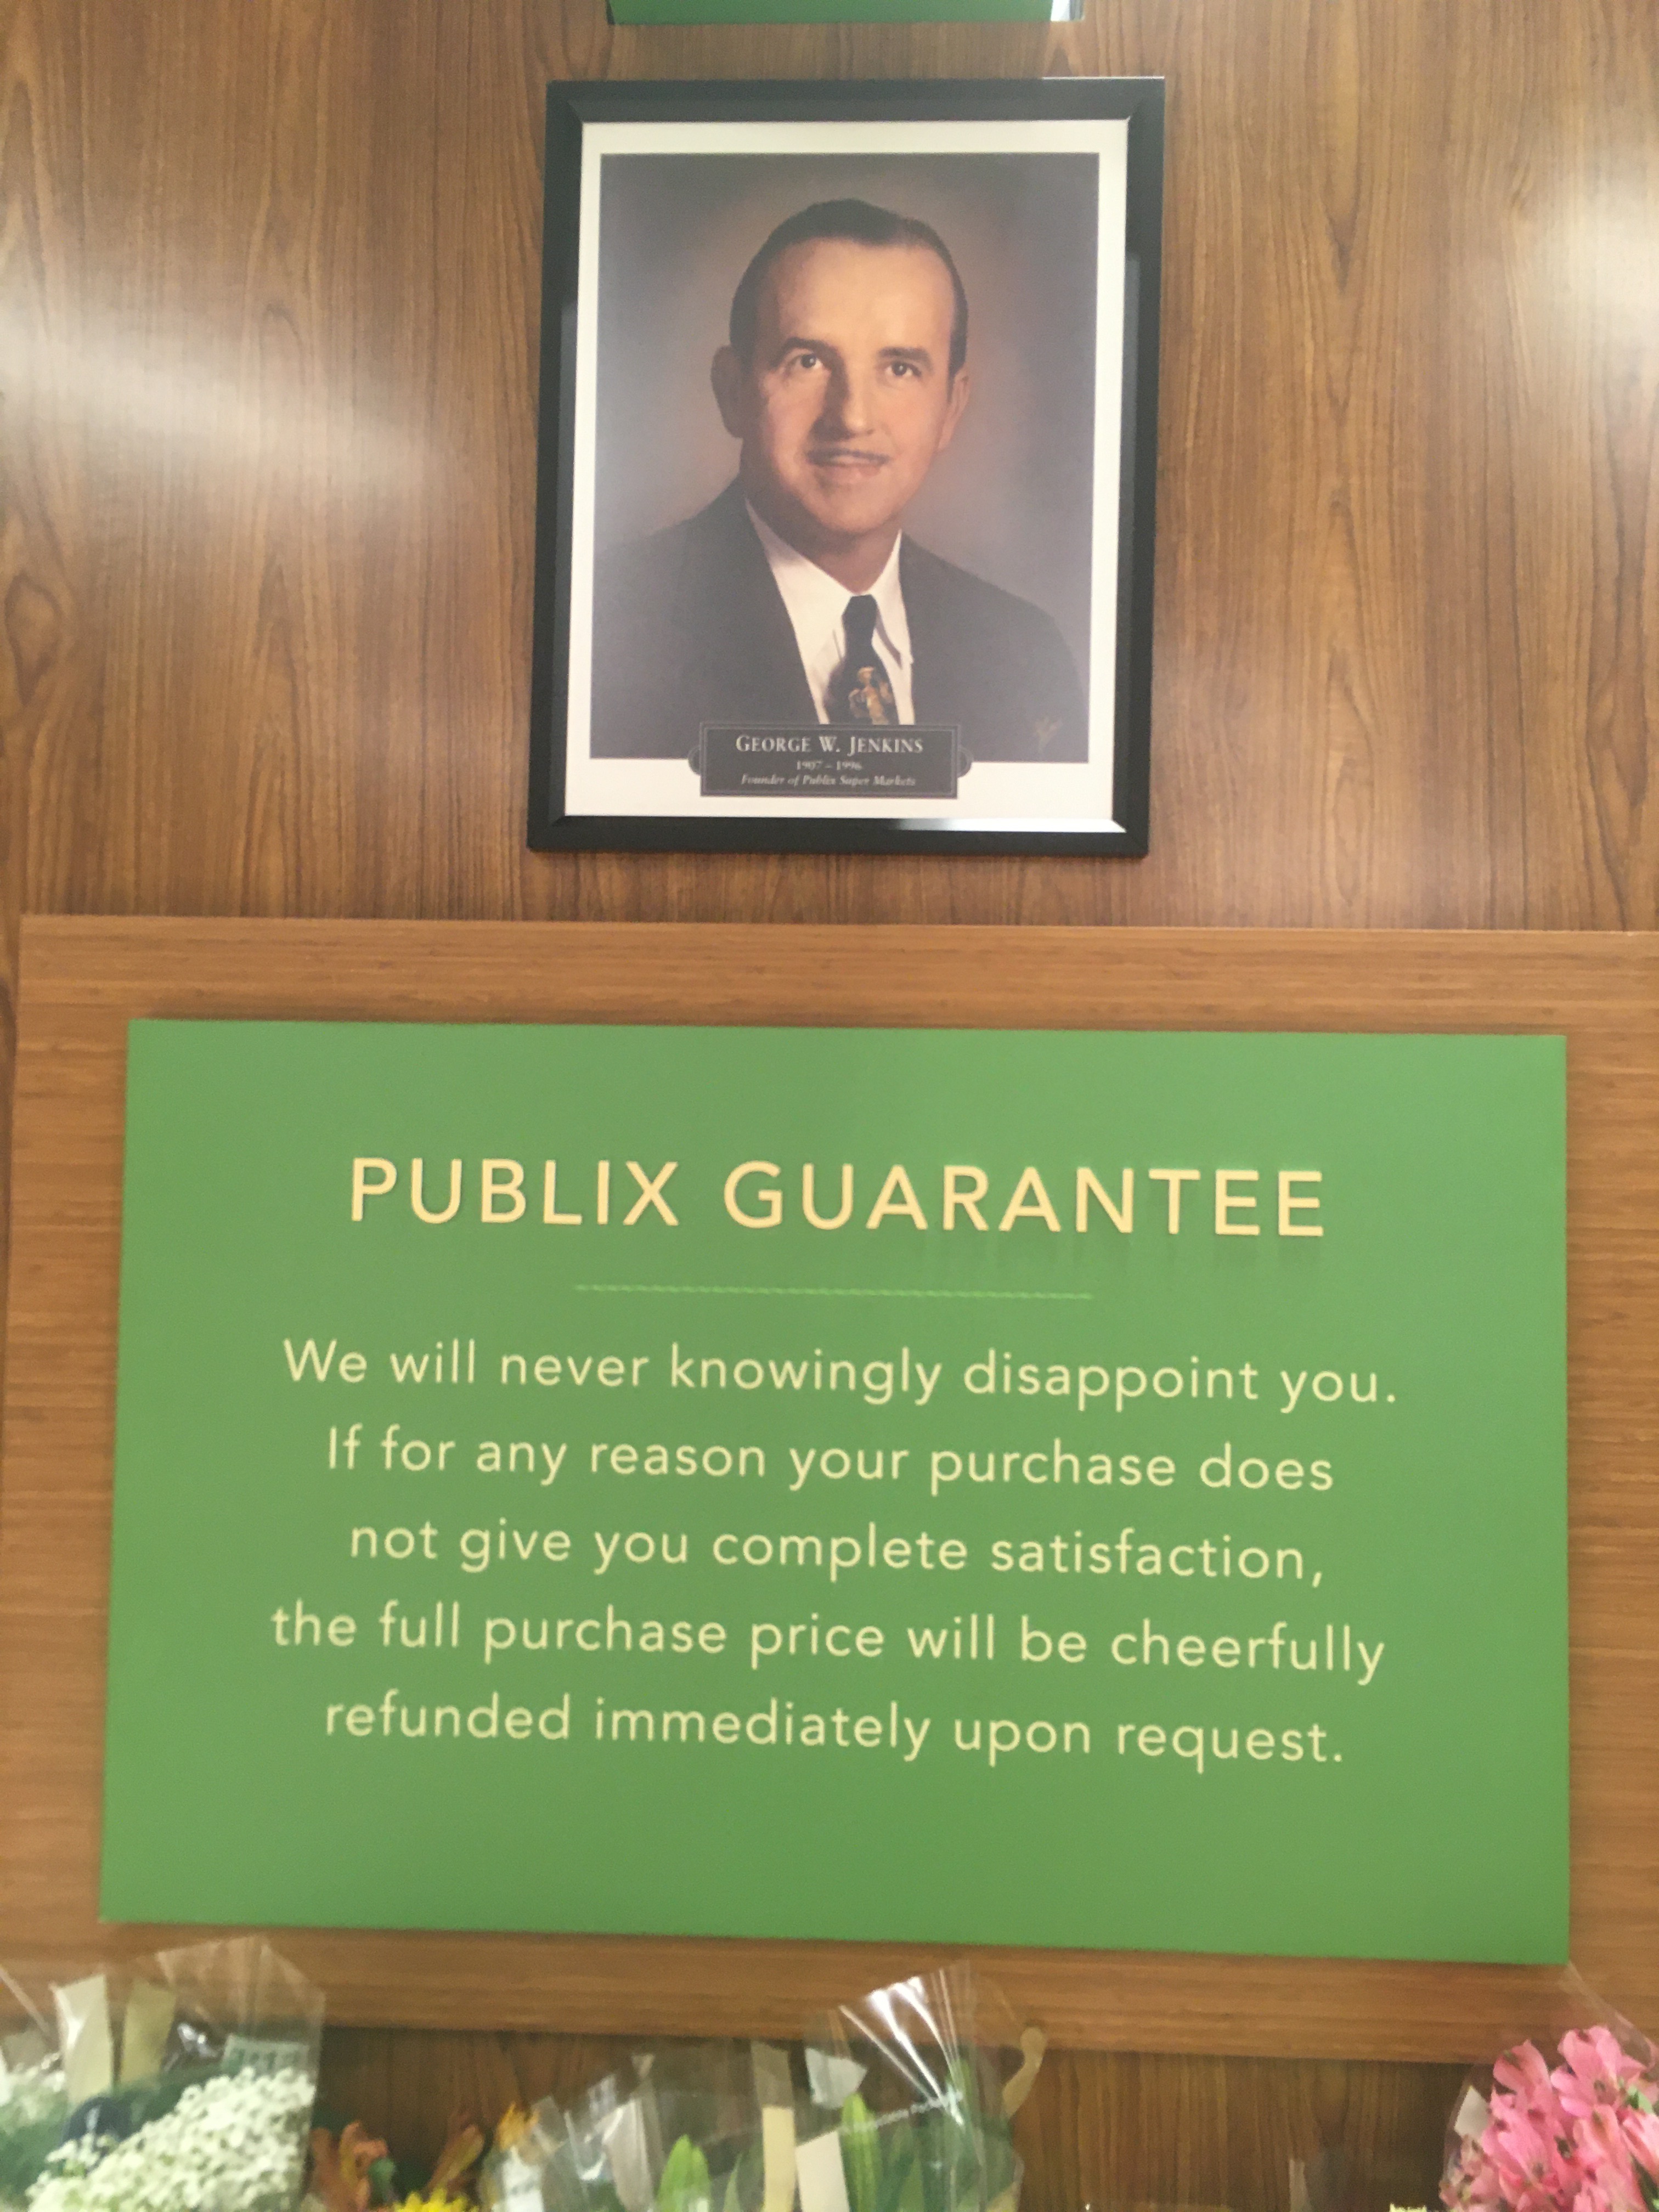 GEORGE W. JENKINS
1907 – 1996
Founder of Publix Super Markets
PUBLIX GUARANTEE
We will never knowingly disappoint you.
If for any reason your purchase does
not give you complete satisfaction,
the full purchase price will be cheerfully
refunded immediately upon request.